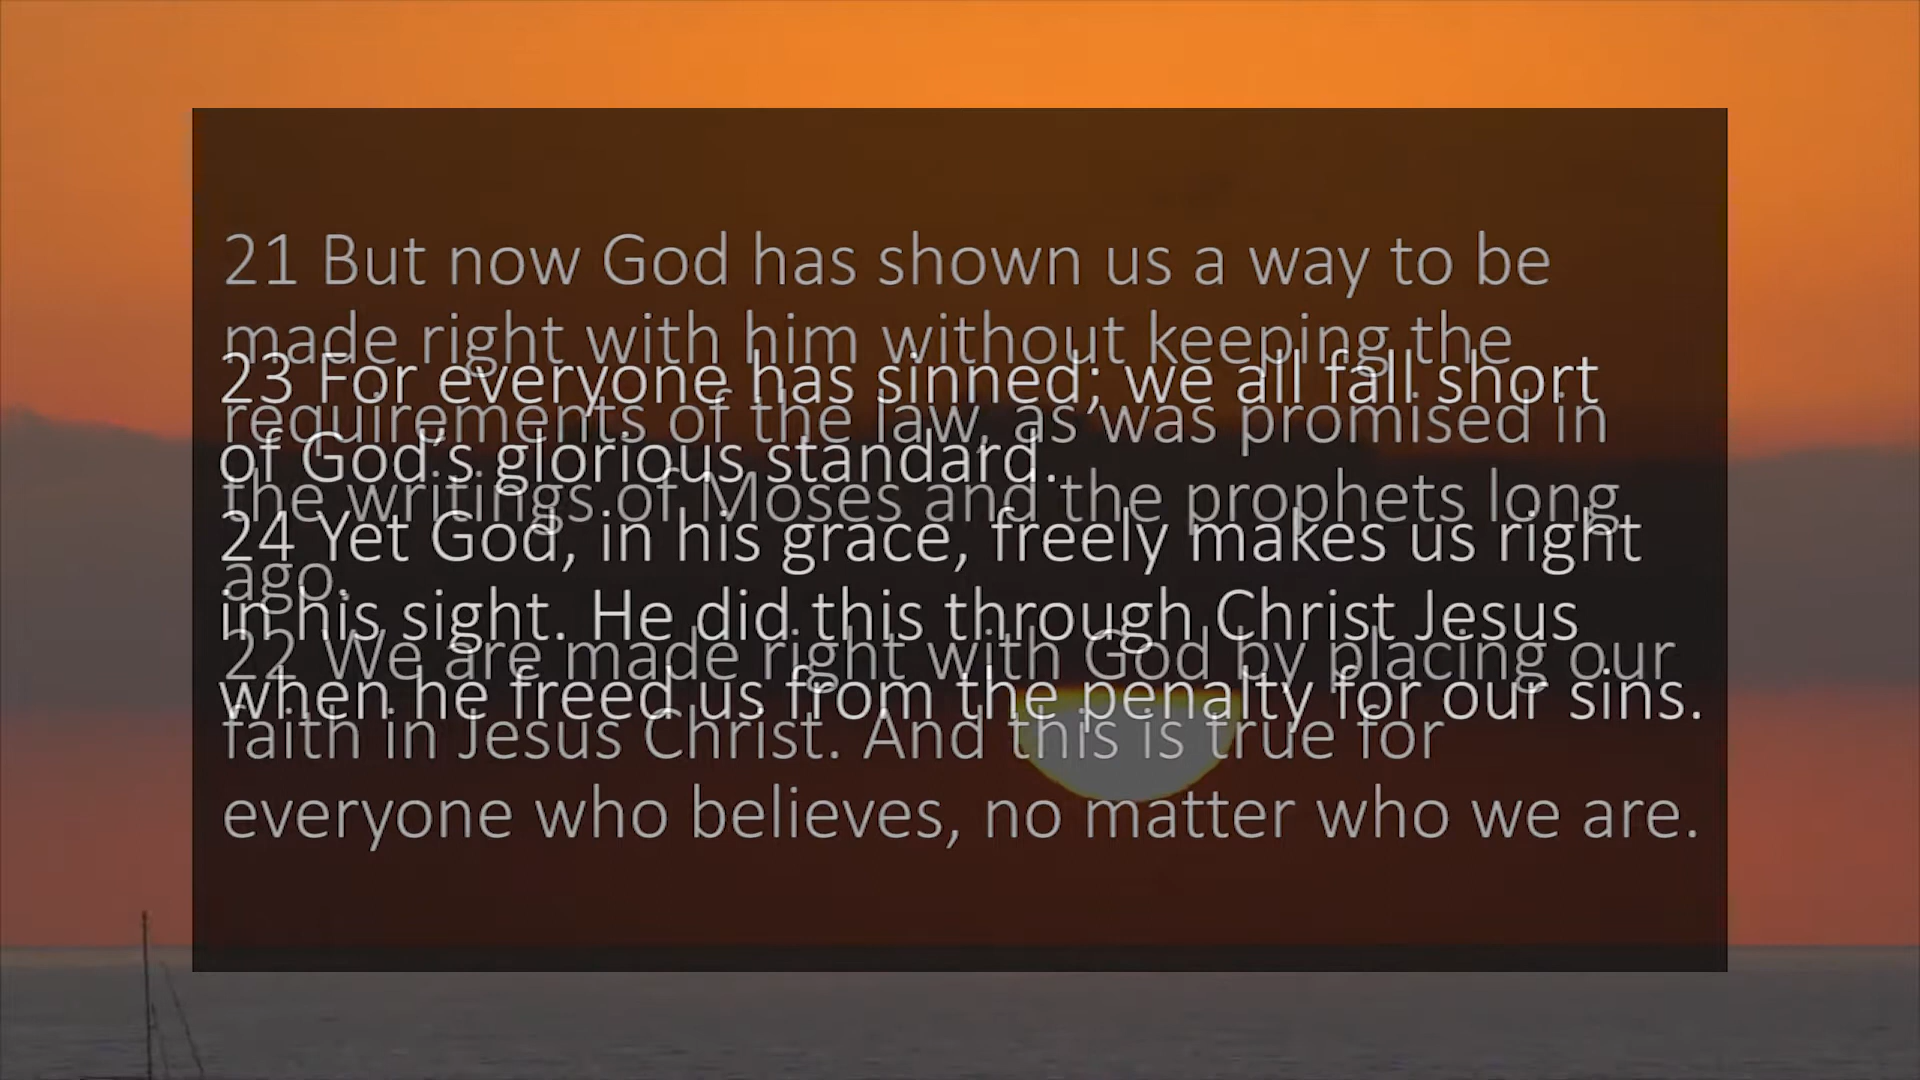 21 But now God has shown us a way to be
made right with him without keeping the
requirements of the law, as was promised in
the writings of Moses and the prophets long
ago.
22 We are made right with God by placing our
faith in Jesus Christ. And this is true for
everyone who believes, no matter who we are.
23 For everyone has sinned; we all fall short
of God's glorious standard.
24 Yet God, in his grace, freely makes us right
in his sight. He did this through Christ Jesus
when he freed us from the penalty for our sins.